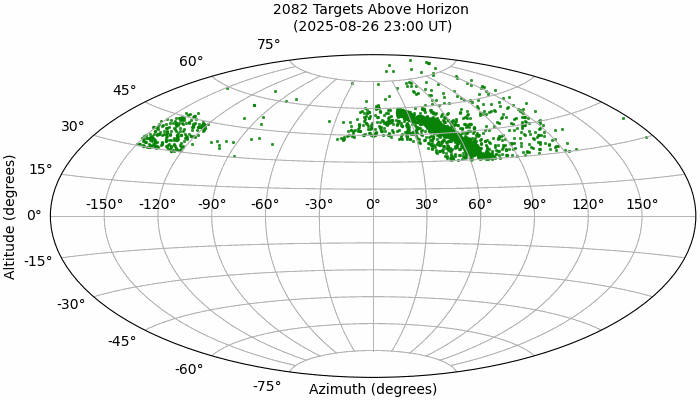 2082 Targets Above Horizon
(2025-08-26 23:00 UT)
75°
60°
45°
30°
15°
0°
-15°
-30°
-45°
-60°
-75°
-150° -120° -90° -60° -30° 0° 30° 60° 90° 120° 150°
Altitude (degrees)
Azimuth (degrees)